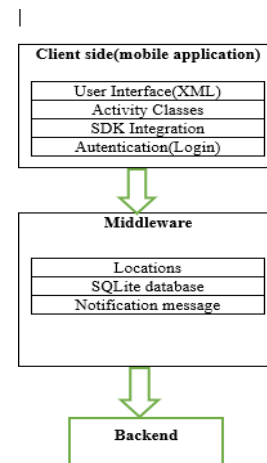 Client side(mobile application)
User Interface(XML)
Activity Classes
SDK Integration
Autentication(Login)
Middleware
Locations
SQLite database
Notification message
Backend